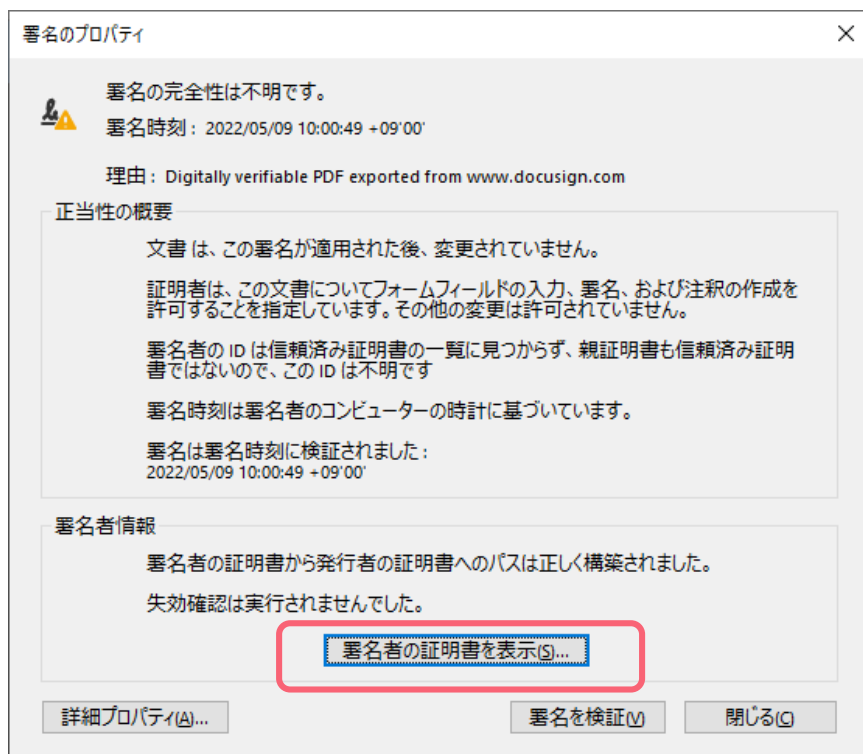 署名のプロパティ
署名の完全性は不明です。
署名時刻： 2022/05/09 10:00:49 +09'00'
理由： Digitally verifiable PDF exported from www.docusign.com
正当性の概要
文書 は、この署名が適用された後、変更されていません。
証明者は、この文書についてフォームフィールドの入力、署名、および注釈の作成を
許可することを指定しています。その他の変更は許可されていません。
署名者の ID は信頼済み証明書の一覧に見つからず、親証明書も信頼済み証明
書ではないので、この ID は不明です
署名時刻は署名者のコンピューターの時計に基づいています。
署名は署名時刻に検証されました：
2022/05/09 10:00:49 +09'00'
署名者情報
署名者の証明書から発行者の証明書へのパスは正しく構築されました。
失効確認は実行されませんでした。
署名者の証明書を表示(S)...
詳細プロパティ(A)...
署名を検証(V)
閉じる(C)